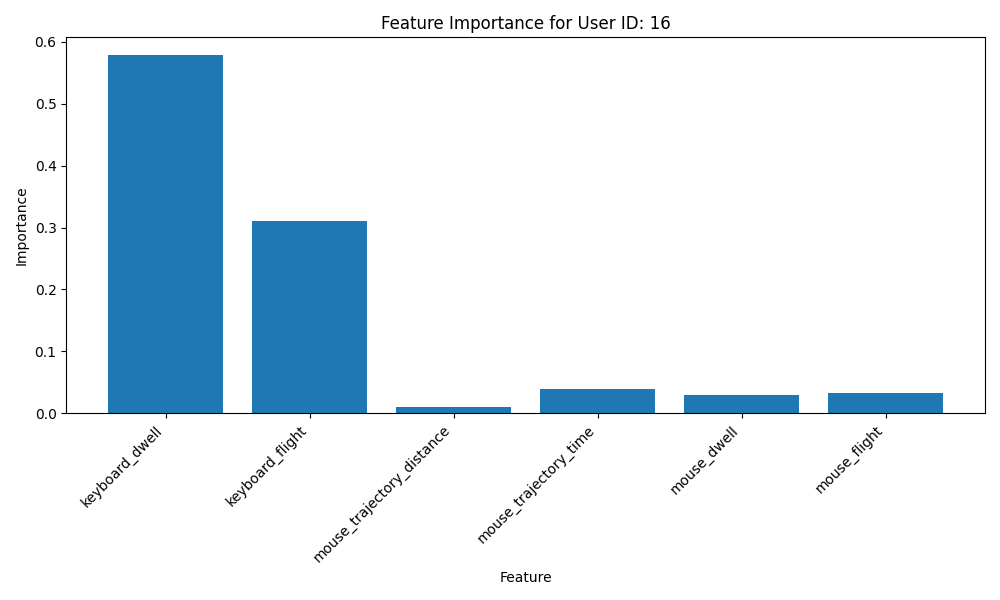 Feature Importance for User ID: 16
0.6
0.5
0.4
0.3
0.2
0.1
0.0
Importance
keyboard_dwell
keyboard_flight
mouse_trajectory_distance
mouse_trajectory_time
mouse_dwell
mouse_flight
Feature